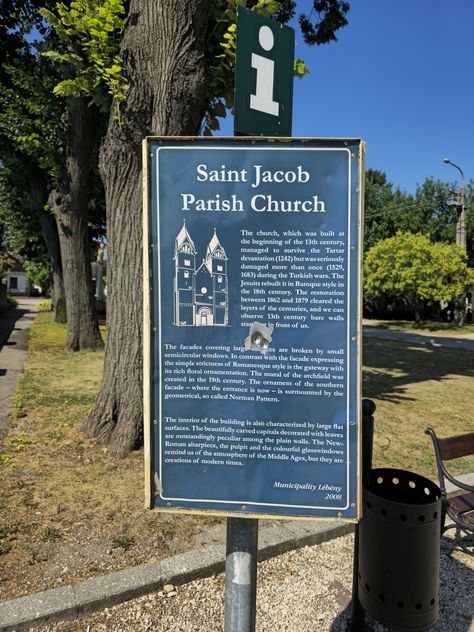 i
Saint Jacob
Parish Church
The church, which was built at
the beginning of the 13th century,
managed to survive the Tartar
devastation (1242) but was seriously
damaged more than once (1529,
1683) during the Turkish wars. The
Jesuits rebuilt it in Baroque style in
the 18th century. The restoration
between 1862 and 1879 cleared the
layers of the centuries, and we can
observe the 13th century bare walls
in front of us.
The facades covering large are broken by small
semicircular windows. In contrast with the facade expressing
the simple strictness of Romanesque style is the gateway with
its rich floral ornamentation. The mural of the archfield was
created in the 19th century. The ornament of the southern
facade – where the entrance is now – is surmounted by the
geometrical, so called Norman Pattern.
The interior of the building is also characterized by large flat
surfaces. The beautifully carved capitals decorated with leaves
are outstandingly peculiar among the plain walls. The New-
Roman altarpiece, the pulpit and the colourful glasswindows
remind us of the atmosphere of the Middle Ages, but they are
creations of modern times.
Municipality Lébény
2008